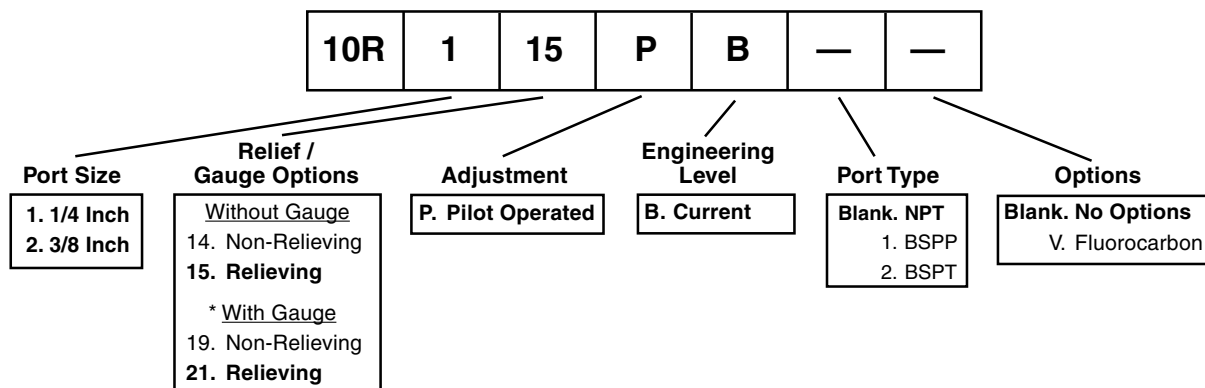 10R 1 15 P B — —
Port Size
1. 1/4 Inch
2. 3/8 Inch
Relief /
Gauge Options
Without Gauge
14. Non-Relieving
15. Relieving
* With Gauge
19. Non-Relieving
21. Relieving
Adjustment
P. Pilot Operated
Engineering
Level
B. Current
Port Type
Blank. NPT
1. BSPP
2. BSPT
Options
Blank. No Options
V. Fluorocarbon